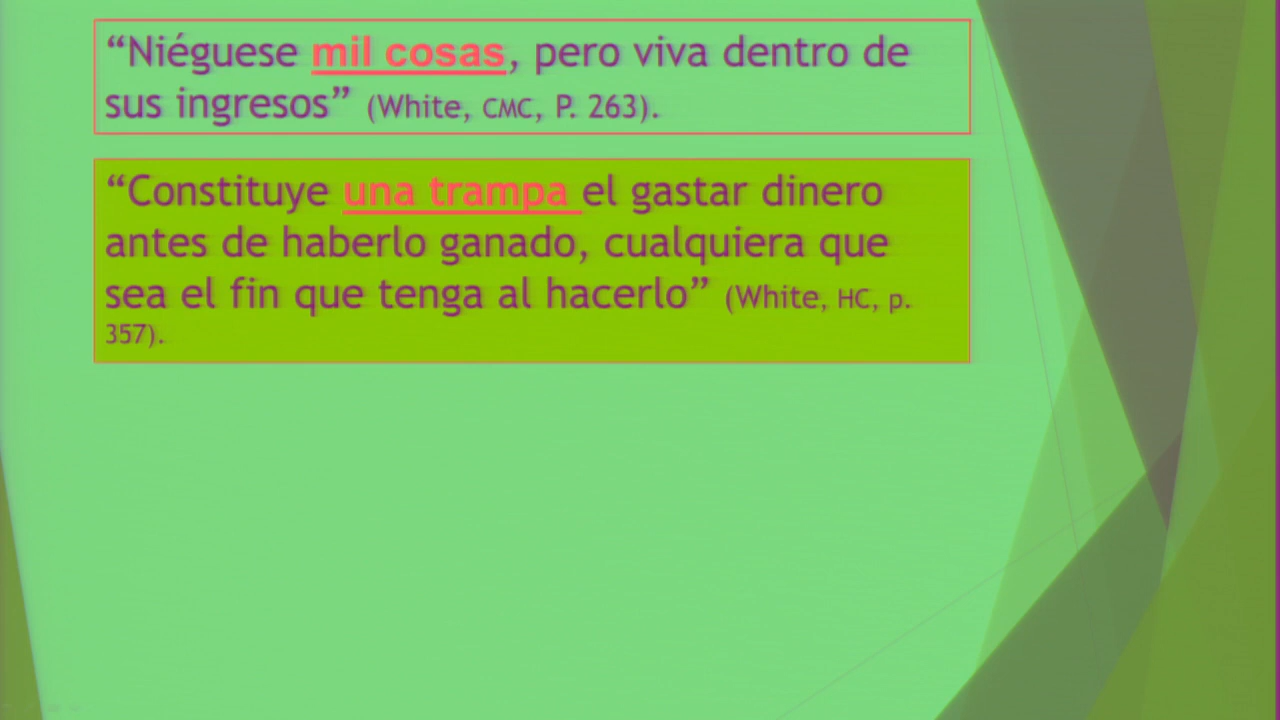 “Niéguese mil cosas, pero viva dentro de
sus ingresos” (White, CMC, P. 263).
“Constituye una trampa el gastar dinero
antes de haberlo ganado, cualquiera que
sea el fin que tenga al hacerlo” (White, HC, p.
357).